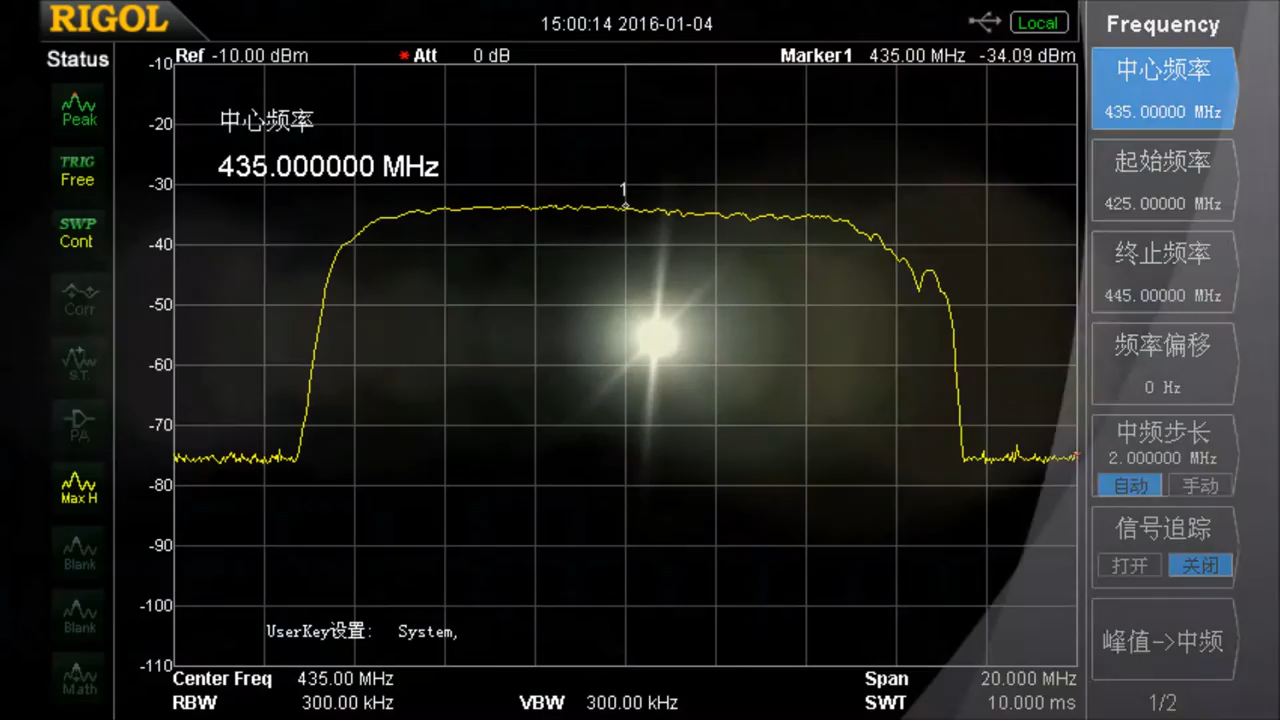 RIGOL
15:00:14 2016-01-04
Local
Frequency
Status
Ref -10.00 dBm
* Att 0 dB
Marker1 435.00 MHz -34.09 dBm
Peak
TRIG
Free
SWP
Cont
Corr
S.T.
PA
Max H
Blank
Blank
Math
-10
-20
-30
-40
-50
-60
-70
-80
-90
-100
-110
中心频率
435.000000 MHz
1
UserKey设置: System,
Center Freq 435.00 MHz
Span 20.000 MHz
RBW 300.00 kHz
VBW 300.00 kHz
SWT 10.000 ms
中心频率
435.00000 MHz
起始频率
425.00000 MHz
终止频率
445.00000 MHz
频率偏移
0 Hz
中频步长
2.000000 MHz
自动 手动
信号追踪
打开 关闭
峰值->中频
1/2